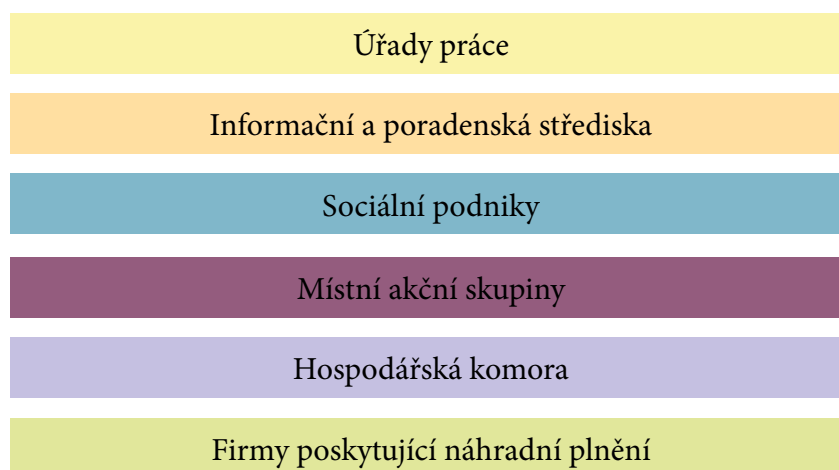 Úřady práce
Informační a poradenská střediska
Sociální podniky
Místní akční skupiny
Hospodářská komora
Firmy poskytující náhradní plnění